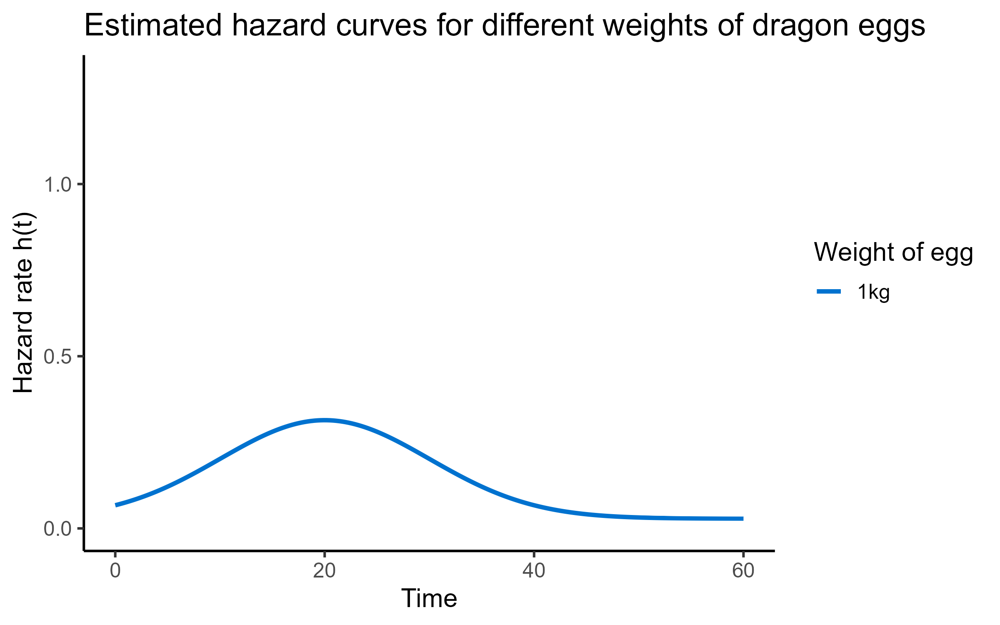 Estimated hazard curves for different weights of dragon eggs
Hazard rate h(t)
1.0
0.5
0.0
0
20
40
60
Time
Weight of egg
1kg